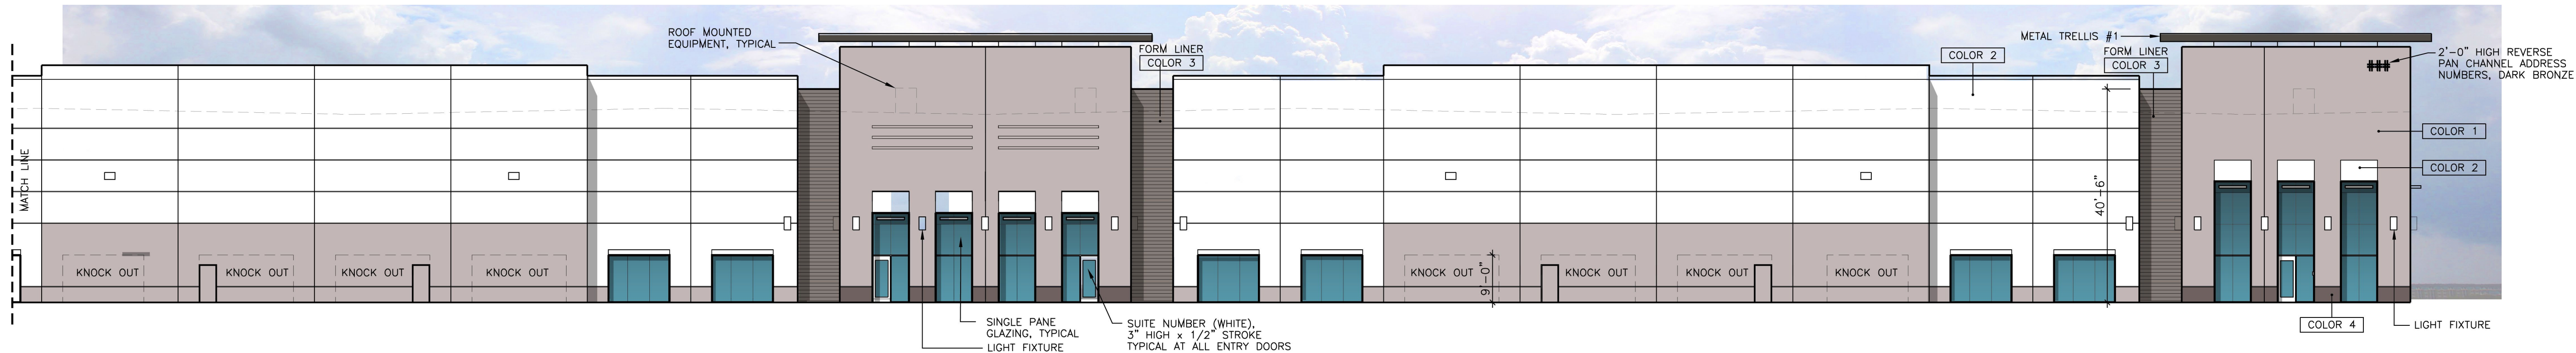 ROOF MOUNTED
EQUIPMENT, TYPICAL
FORM LINER
COLOR 3
COLOR 2
METAL TRELLIS #1
FORM LINER
COLOR 3
2'-0" HIGH REVERSE
PAN CHANNEL ADDRESS
NUMBERS, DARK BRONZE
COLOR 1
COLOR 2
MATCH LINE
40'-6"
KNOCK OUT
KNOCK OUT
KNOCK OUT
KNOCK OUT
KNOCK OUT
9'-0"
KNOCK OUT
KNOCK OUT
KNOCK OUT
SINGLE PANE
GLAZING, TYPICAL
LIGHT FIXTURE
SUITE NUMBER (WHITE),
3" HIGH x 1/2" STROKE
TYPICAL AT ALL ENTRY DOORS
COLOR 4
LIGHT FIXTURE